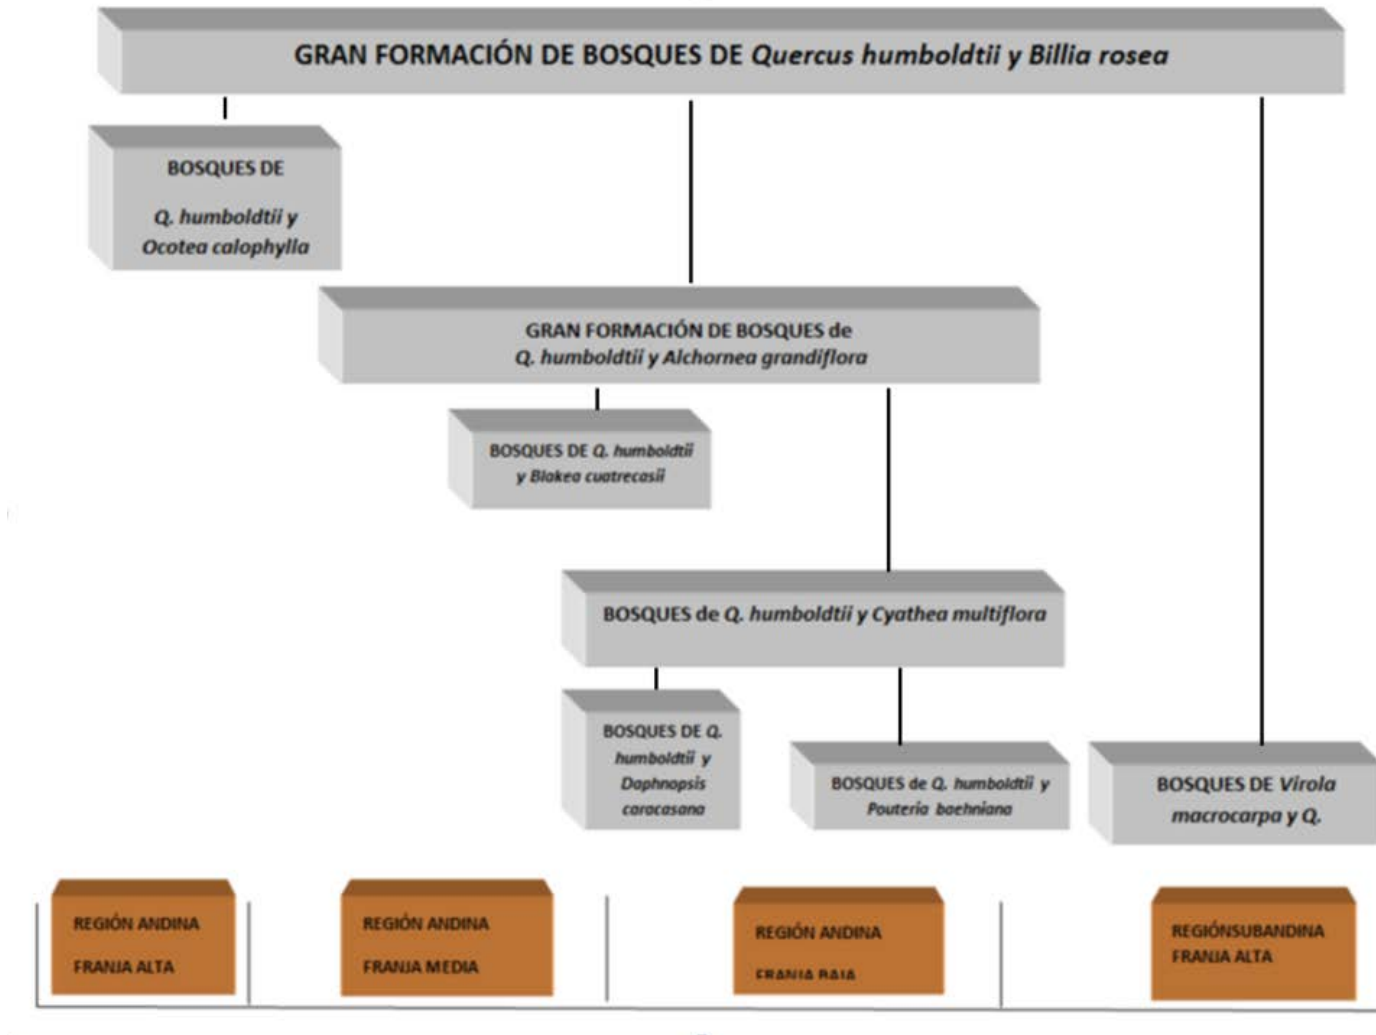 GRAN FORMACIÓN DE BOSQUES DE Quercus humboldtii y Billia rosea
BOSQUES DE
Q. humboldtii y
Ocotea calophylla
GRAN FORMACIÓN DE BOSQUES de
Q. humboldtii y Alchornea grandiflora
BOSQUES DE Q. humboldtii
y Blakea cuatrecasii
BOSQUES de Q. humboldtii y Cyathea multiflora
BOSQUES DE Q.
humboldtii y
Daphnopsis
caracasana
BOSQUES de Q. humboldtii y
Pouteria baehniana
BOSQUES DE Virola
macrocarpa y Q.
REGIÓN ANDINA
FRANJA ALTA
REGIÓN ANDINA
FRANJA MEDIA
REGIÓN ANDINA
FRANJA BAJA
REGIÓNSUBANDINA
FRANJA ALTA